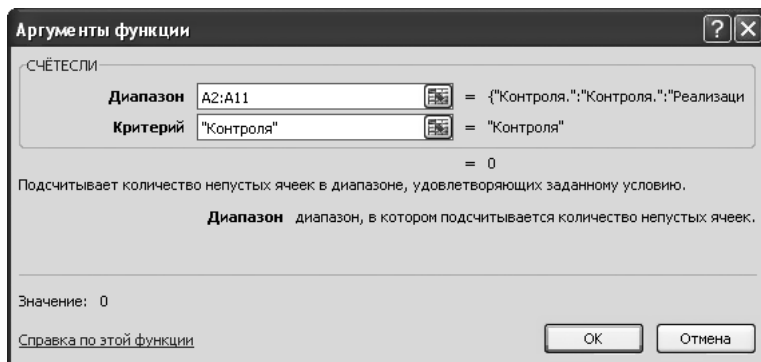 Аргументы функции
СЧЁТЕСЛИ
Диапазон A2:A11 = {"Контроля.":"Контроля.":"Реализаци
Критерий "Контроля" = "Контроля"
= 0
Подсчитывает количество непустых ячеек в диапазоне, удовлетворяющих заданному условию.
Диапазон диапазон, в котором подсчитывается количество непустых ячеек.
Значение: 0
Справка по этой функции ОК Отмена